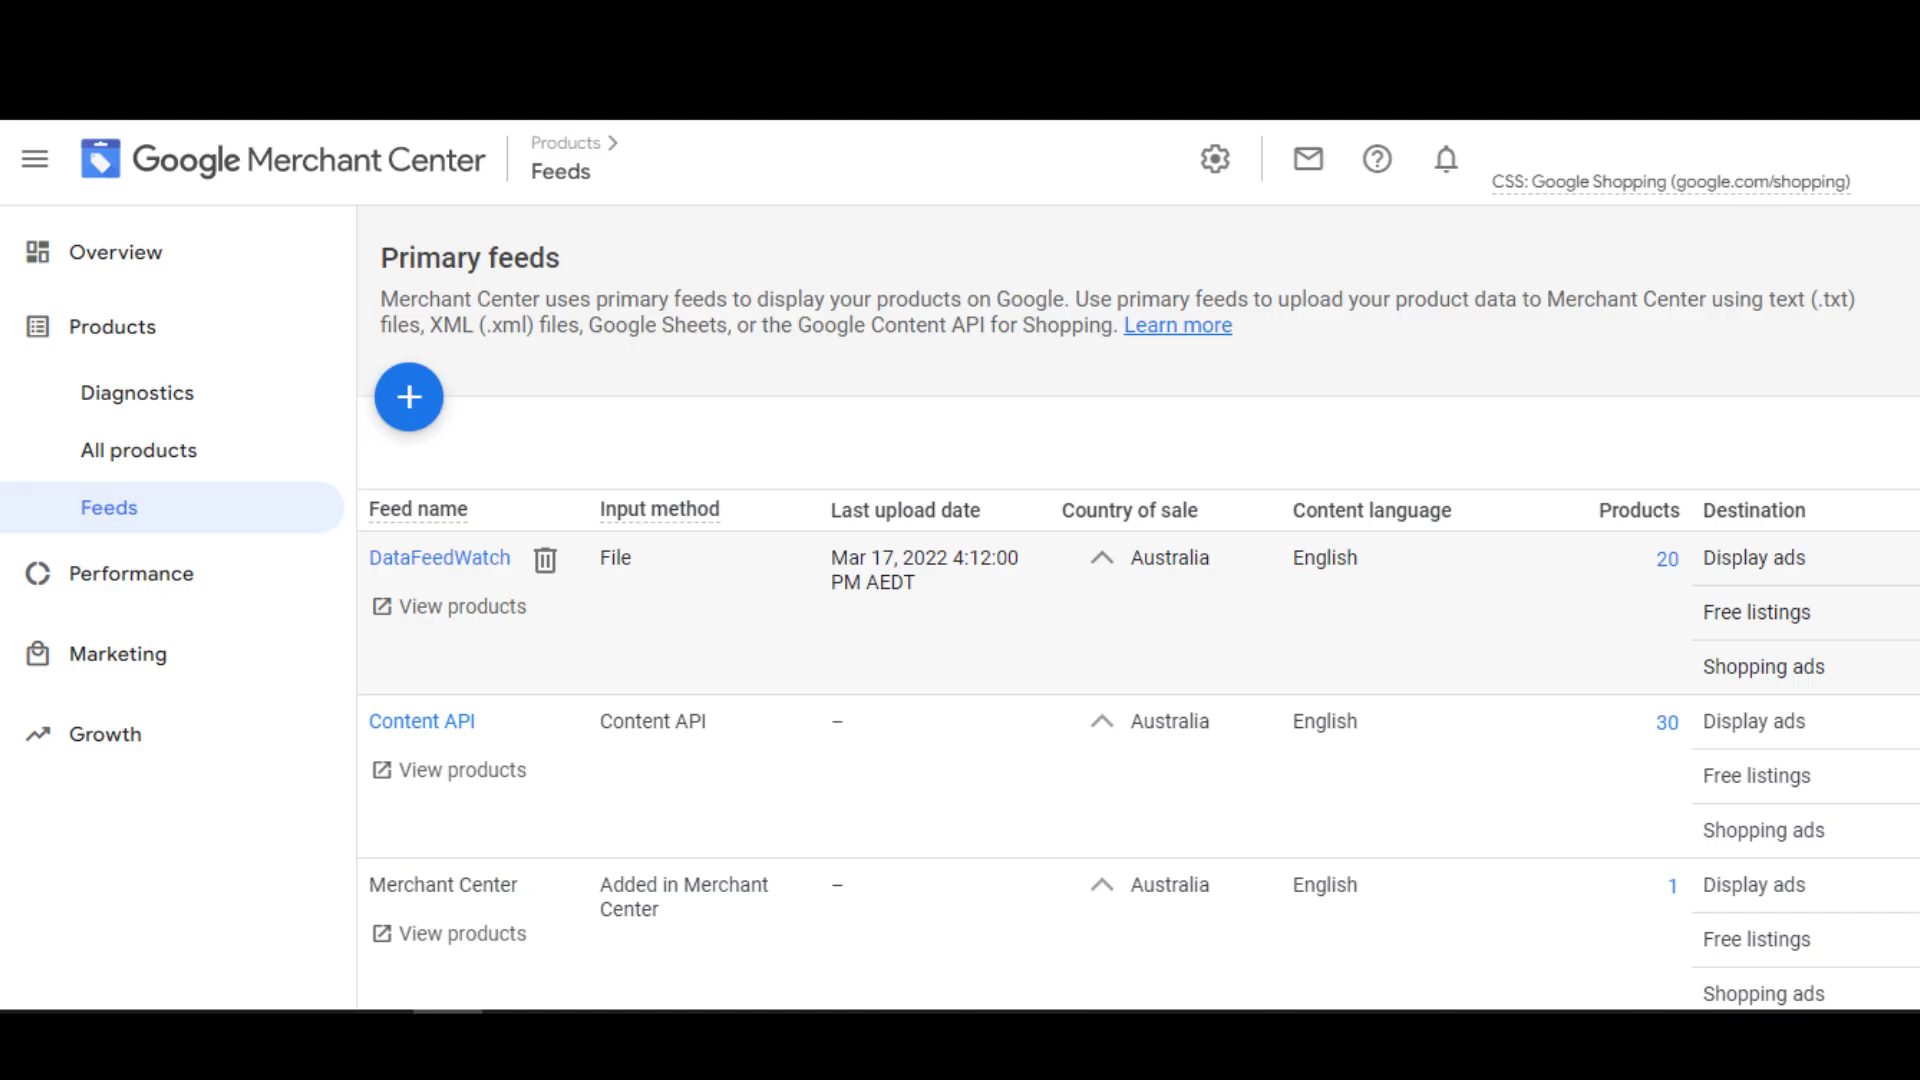 Google Merchant Center
Products
Feeds
CSS: Google Shopping (google.com/shopping)
Overview
Products
Diagnostics
All products
Feeds
Performance
Marketing
Growth
Primary feeds
Merchant Center uses primary feeds to display your products on Google. Use primary feeds to upload your product data to Merchant Center using text (.txt)
files, XML (.xml) files, Google Sheets, or the Google Content API for Shopping. Learn more
Feed name Input method Last upload date Country of sale Content language Products Destination
DataFeedWatch File Mar 17, 2022 4:12:00 Australia English 20 Display ads
PM AEDT
View products Free listings
Shopping ads
Content API Content API – Australia English 30 Display ads
View products Free listings
Shopping ads
Merchant Center Added in Merchant – Australia English 1 Display ads
Center
View products Free listings
Shopping ads